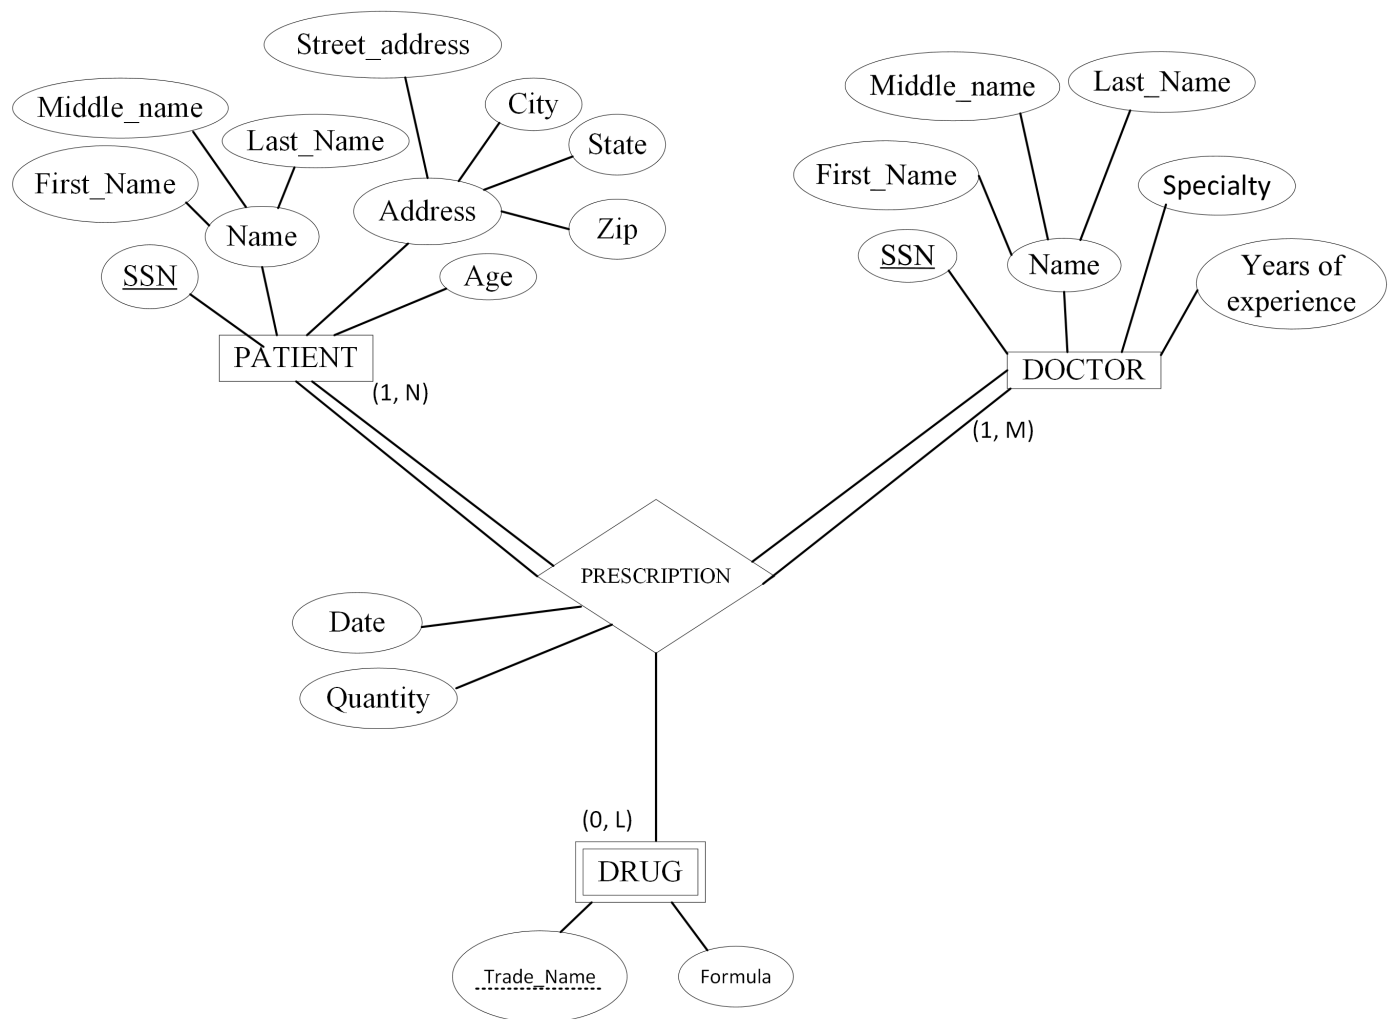 Street_address
Middle_name
City
Last_Name
State
First_Name
Address
Name
Zip
SSN
Age
PATIENT
(1, N)
Middle_name
Last_Name
First_Name
Specialty
SSN
Name
Years of
experience
DOCTOR
(1, M)
PRESCRIPTION
Date
Quantity
(0, L)
DRUG
Trade_Name
Formula